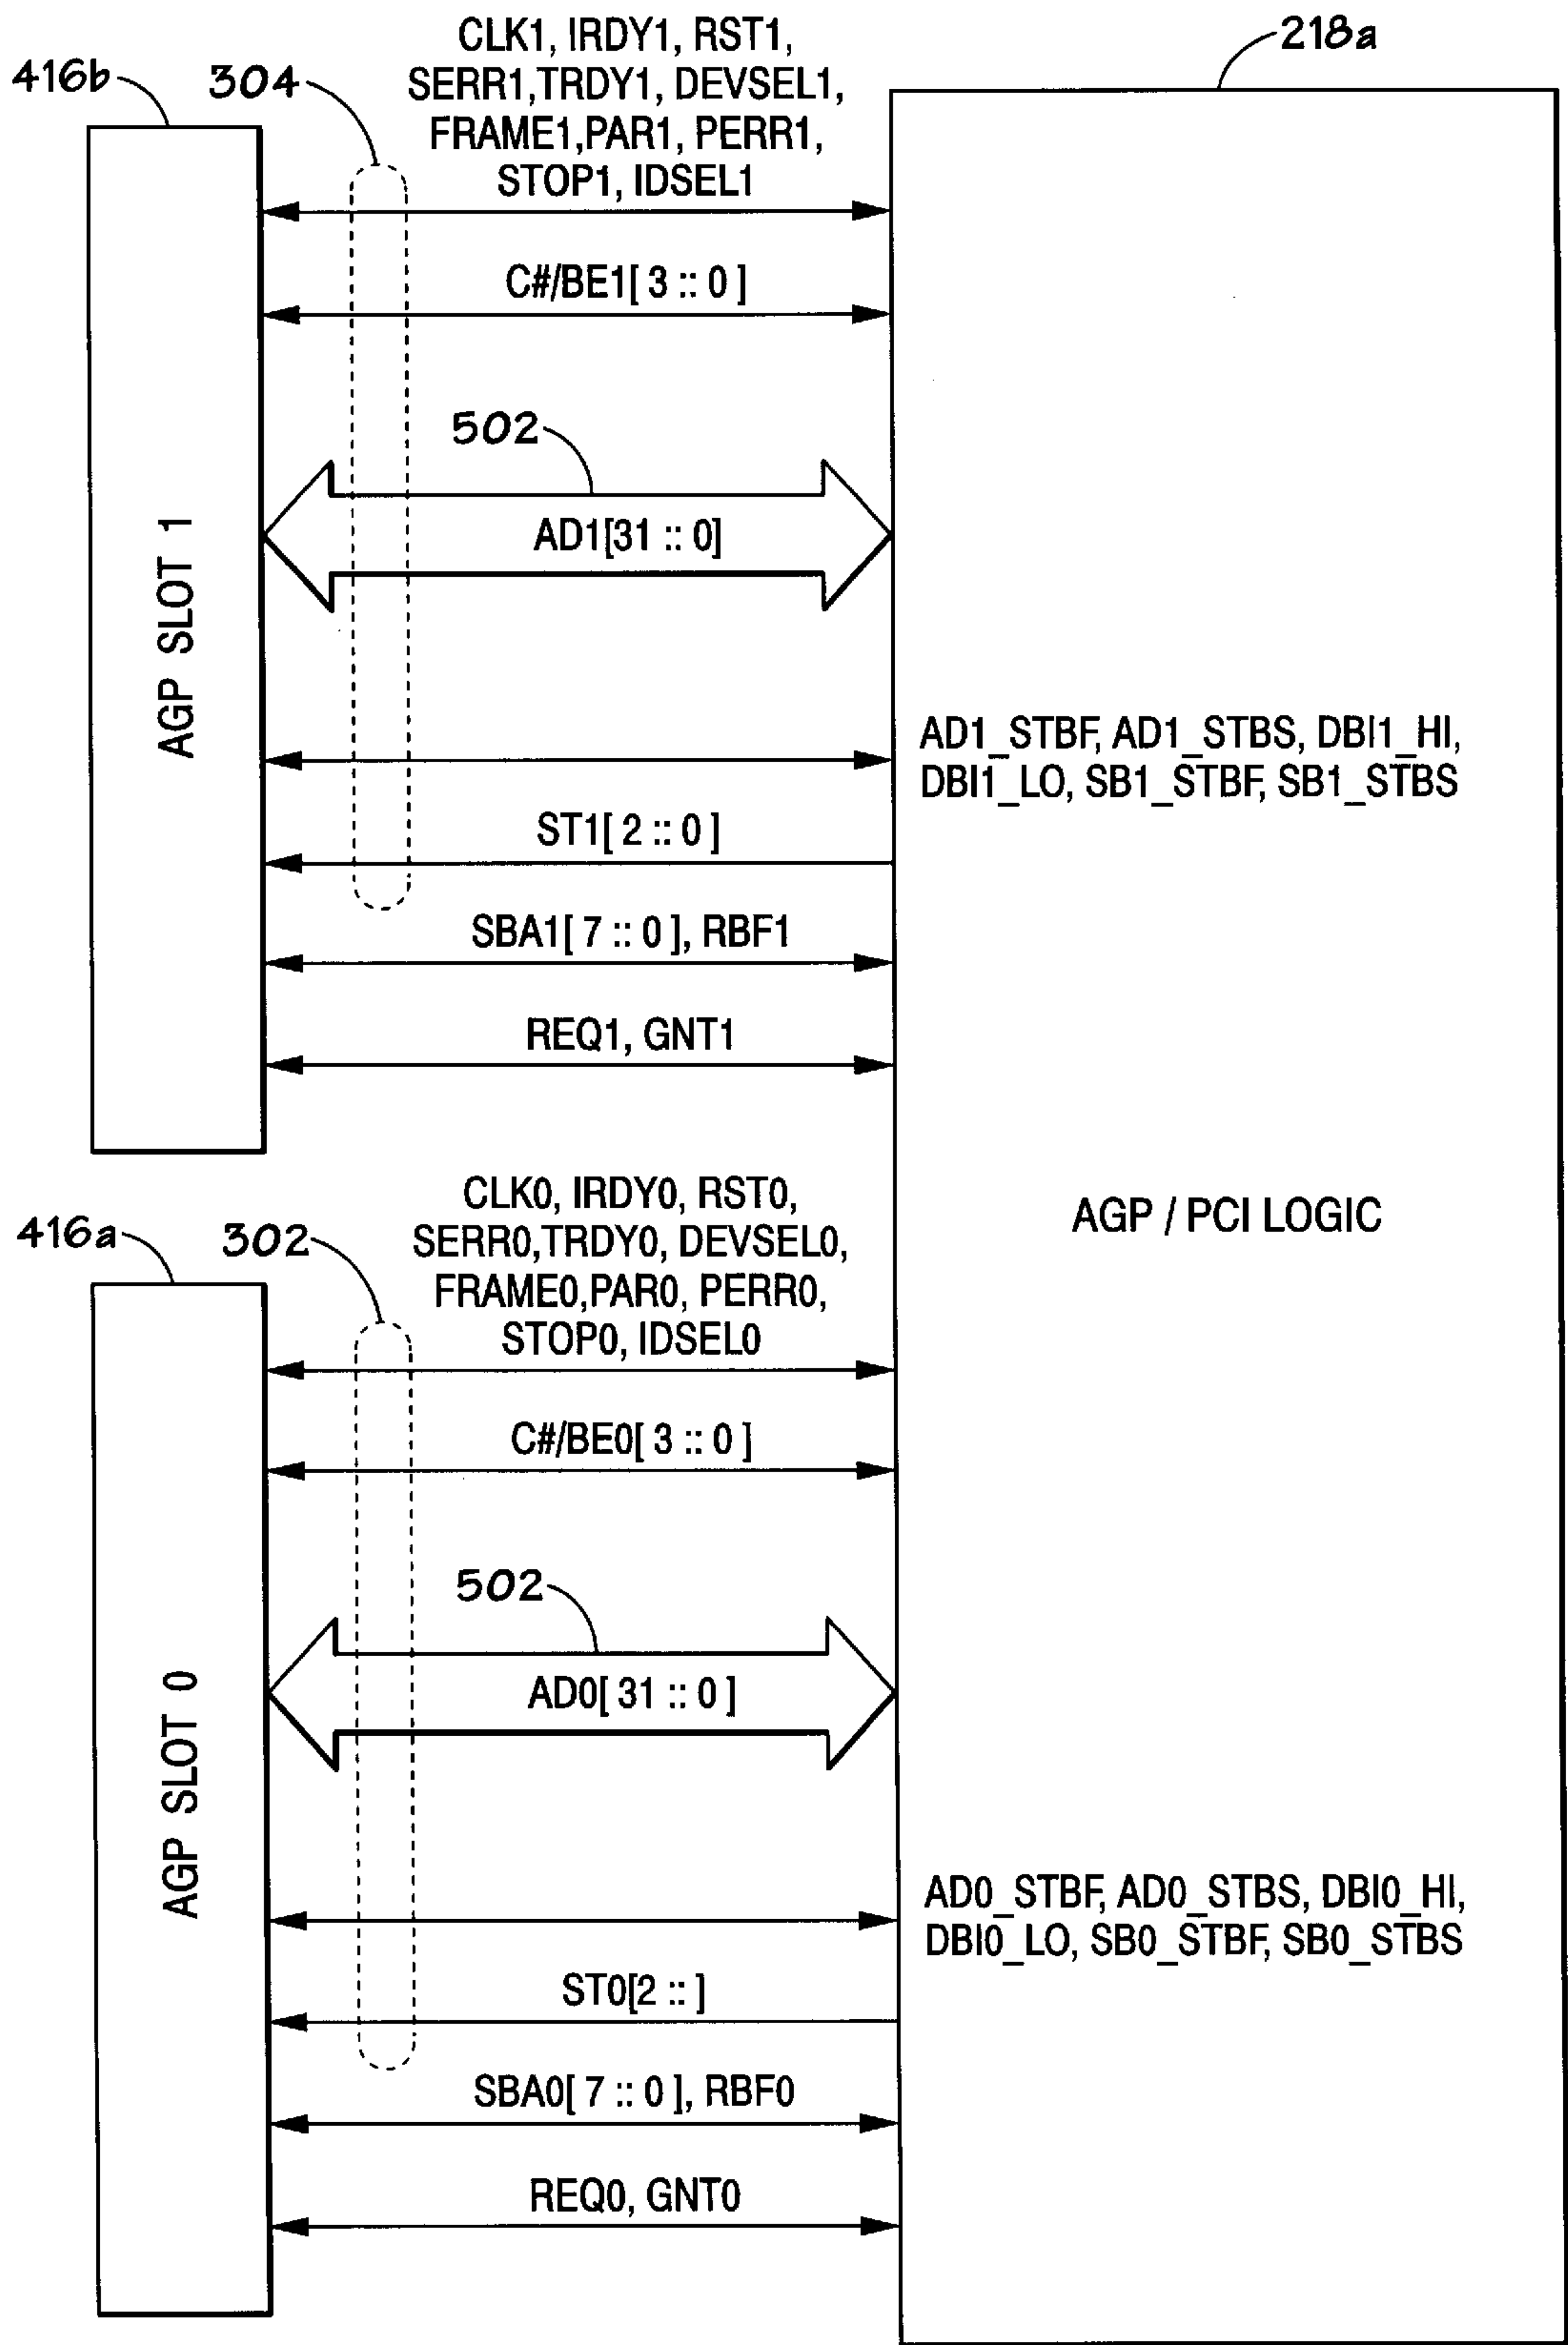 218a
416b
304
CLK1, IRDY1, RST1,
SERR1,TRDY1, DEVSEL1,
FRAME1,PAR1, PERR1,
STOP1, IDSEL1
C#/BE1[ 3 :: 0 ]
502
AD1[31 :: 0]
AGP SLOT 1
AD1_STBF, AD1_STBS, DBI1_HI,
DBI1_LO, SB1_STBF, SB1_STBS
ST1[ 2 :: 0 ]
SBA1[ 7 :: 0 ], RBF1
REQ1, GNT1
AGP / PCI LOGIC
416a
302
CLK0, IRDY0, RST0,
SERR0,TRDY0, DEVSEL0,
FRAME0,PAR0, PERR0,
STOP0, IDSEL0
C#/BE0[ 3 :: 0 ]
502
AD0[ 31 :: 0 ]
AGP SLOT 0
AD0_STBF, AD0_STBS, DBI0_HI,
DBI0_LO, SB0_STBF, SB0_STBS
ST0[2 :: ]
SBA0[ 7 :: 0 ], RBF0
REQ0, GNT0